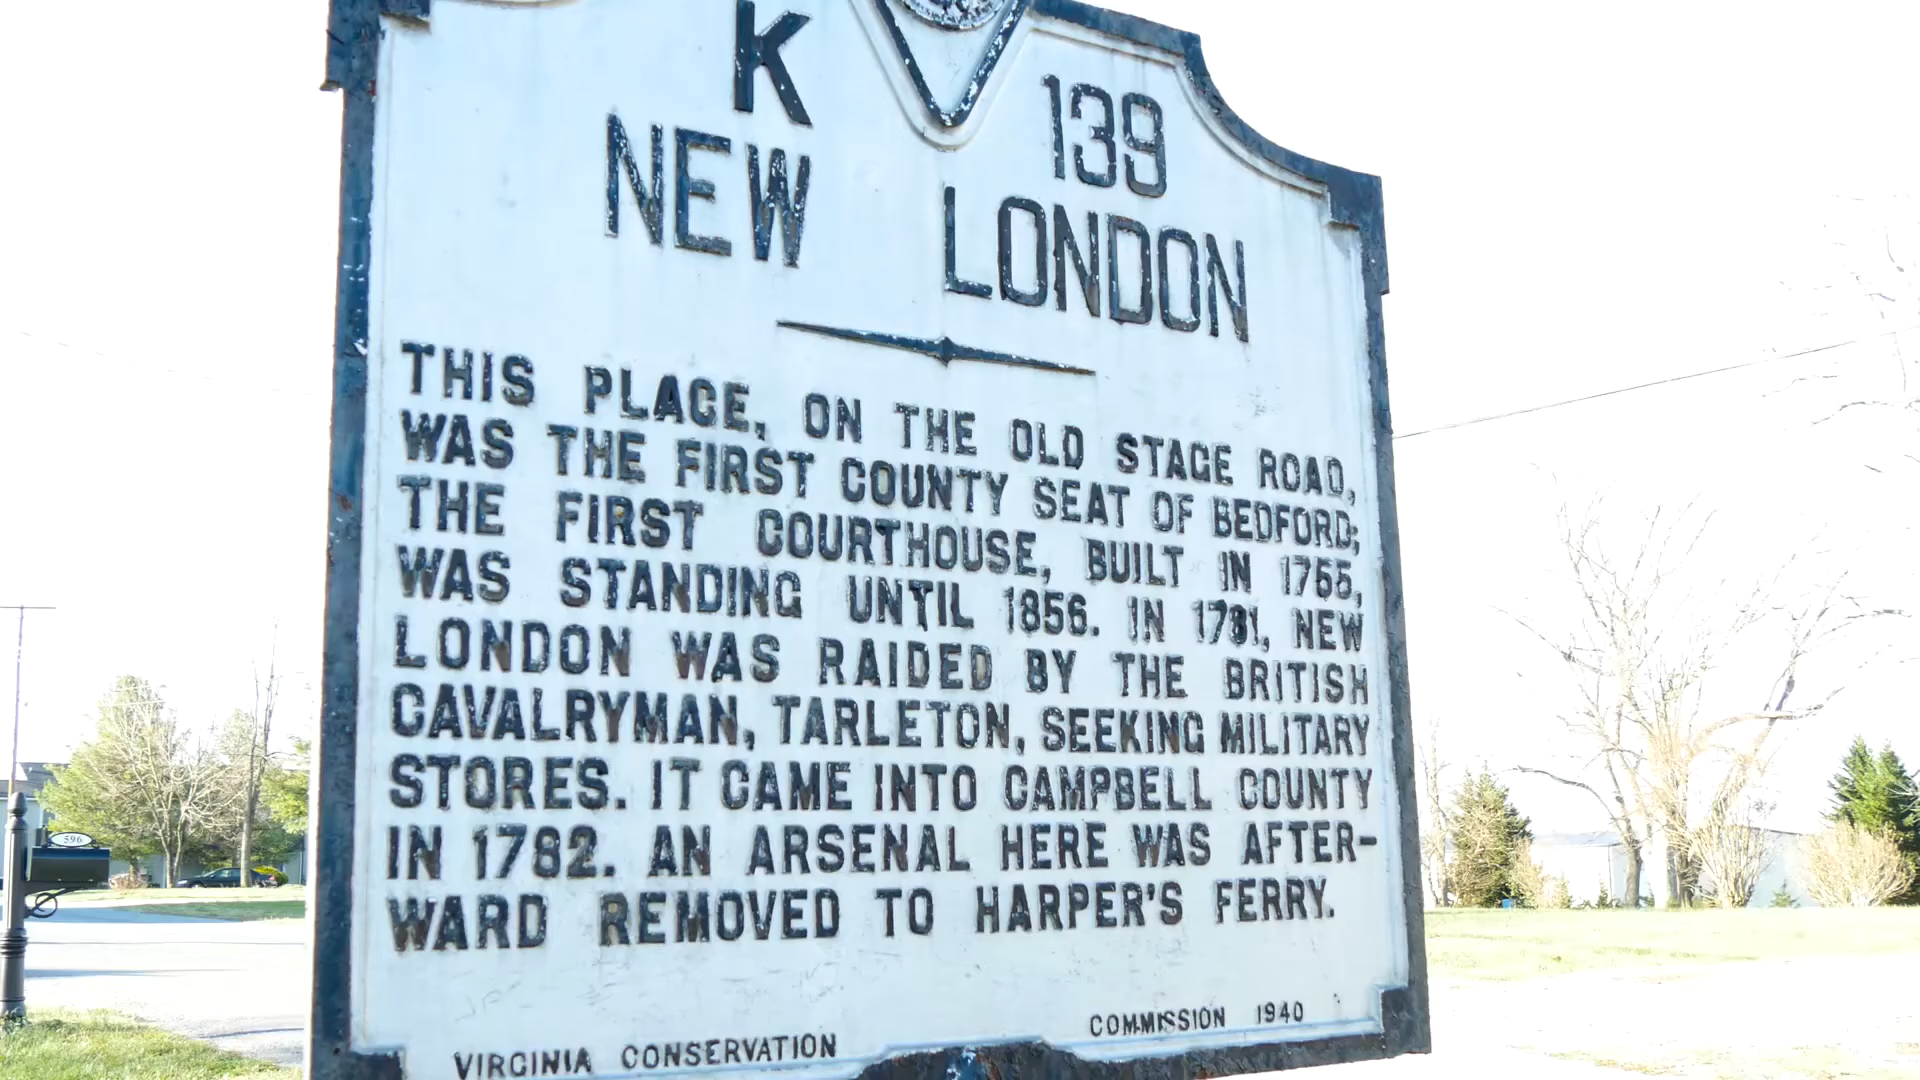 K 139
NEW LONDON
THIS PLACE, ON THE OLD STAGE ROAD,
WAS THE FIRST COUNTY SEAT OF BEDFORD;
THE FIRST COURTHOUSE, BUILT IN 1755,
WAS STANDING UNTIL 1856. IN 1781, NEW
LONDON WAS RAIDED BY THE BRITISH
CAVALRYMAN, TARLETON, SEEKING MILITARY
STORES. IT CAME INTO CAMPBELL COUNTY
IN 1782. AN ARSENAL HERE WAS AFTER-
WARD REMOVED TO HARPER'S FERRY.
VIRGINIA CONSERVATION COMMISSION 1940
596